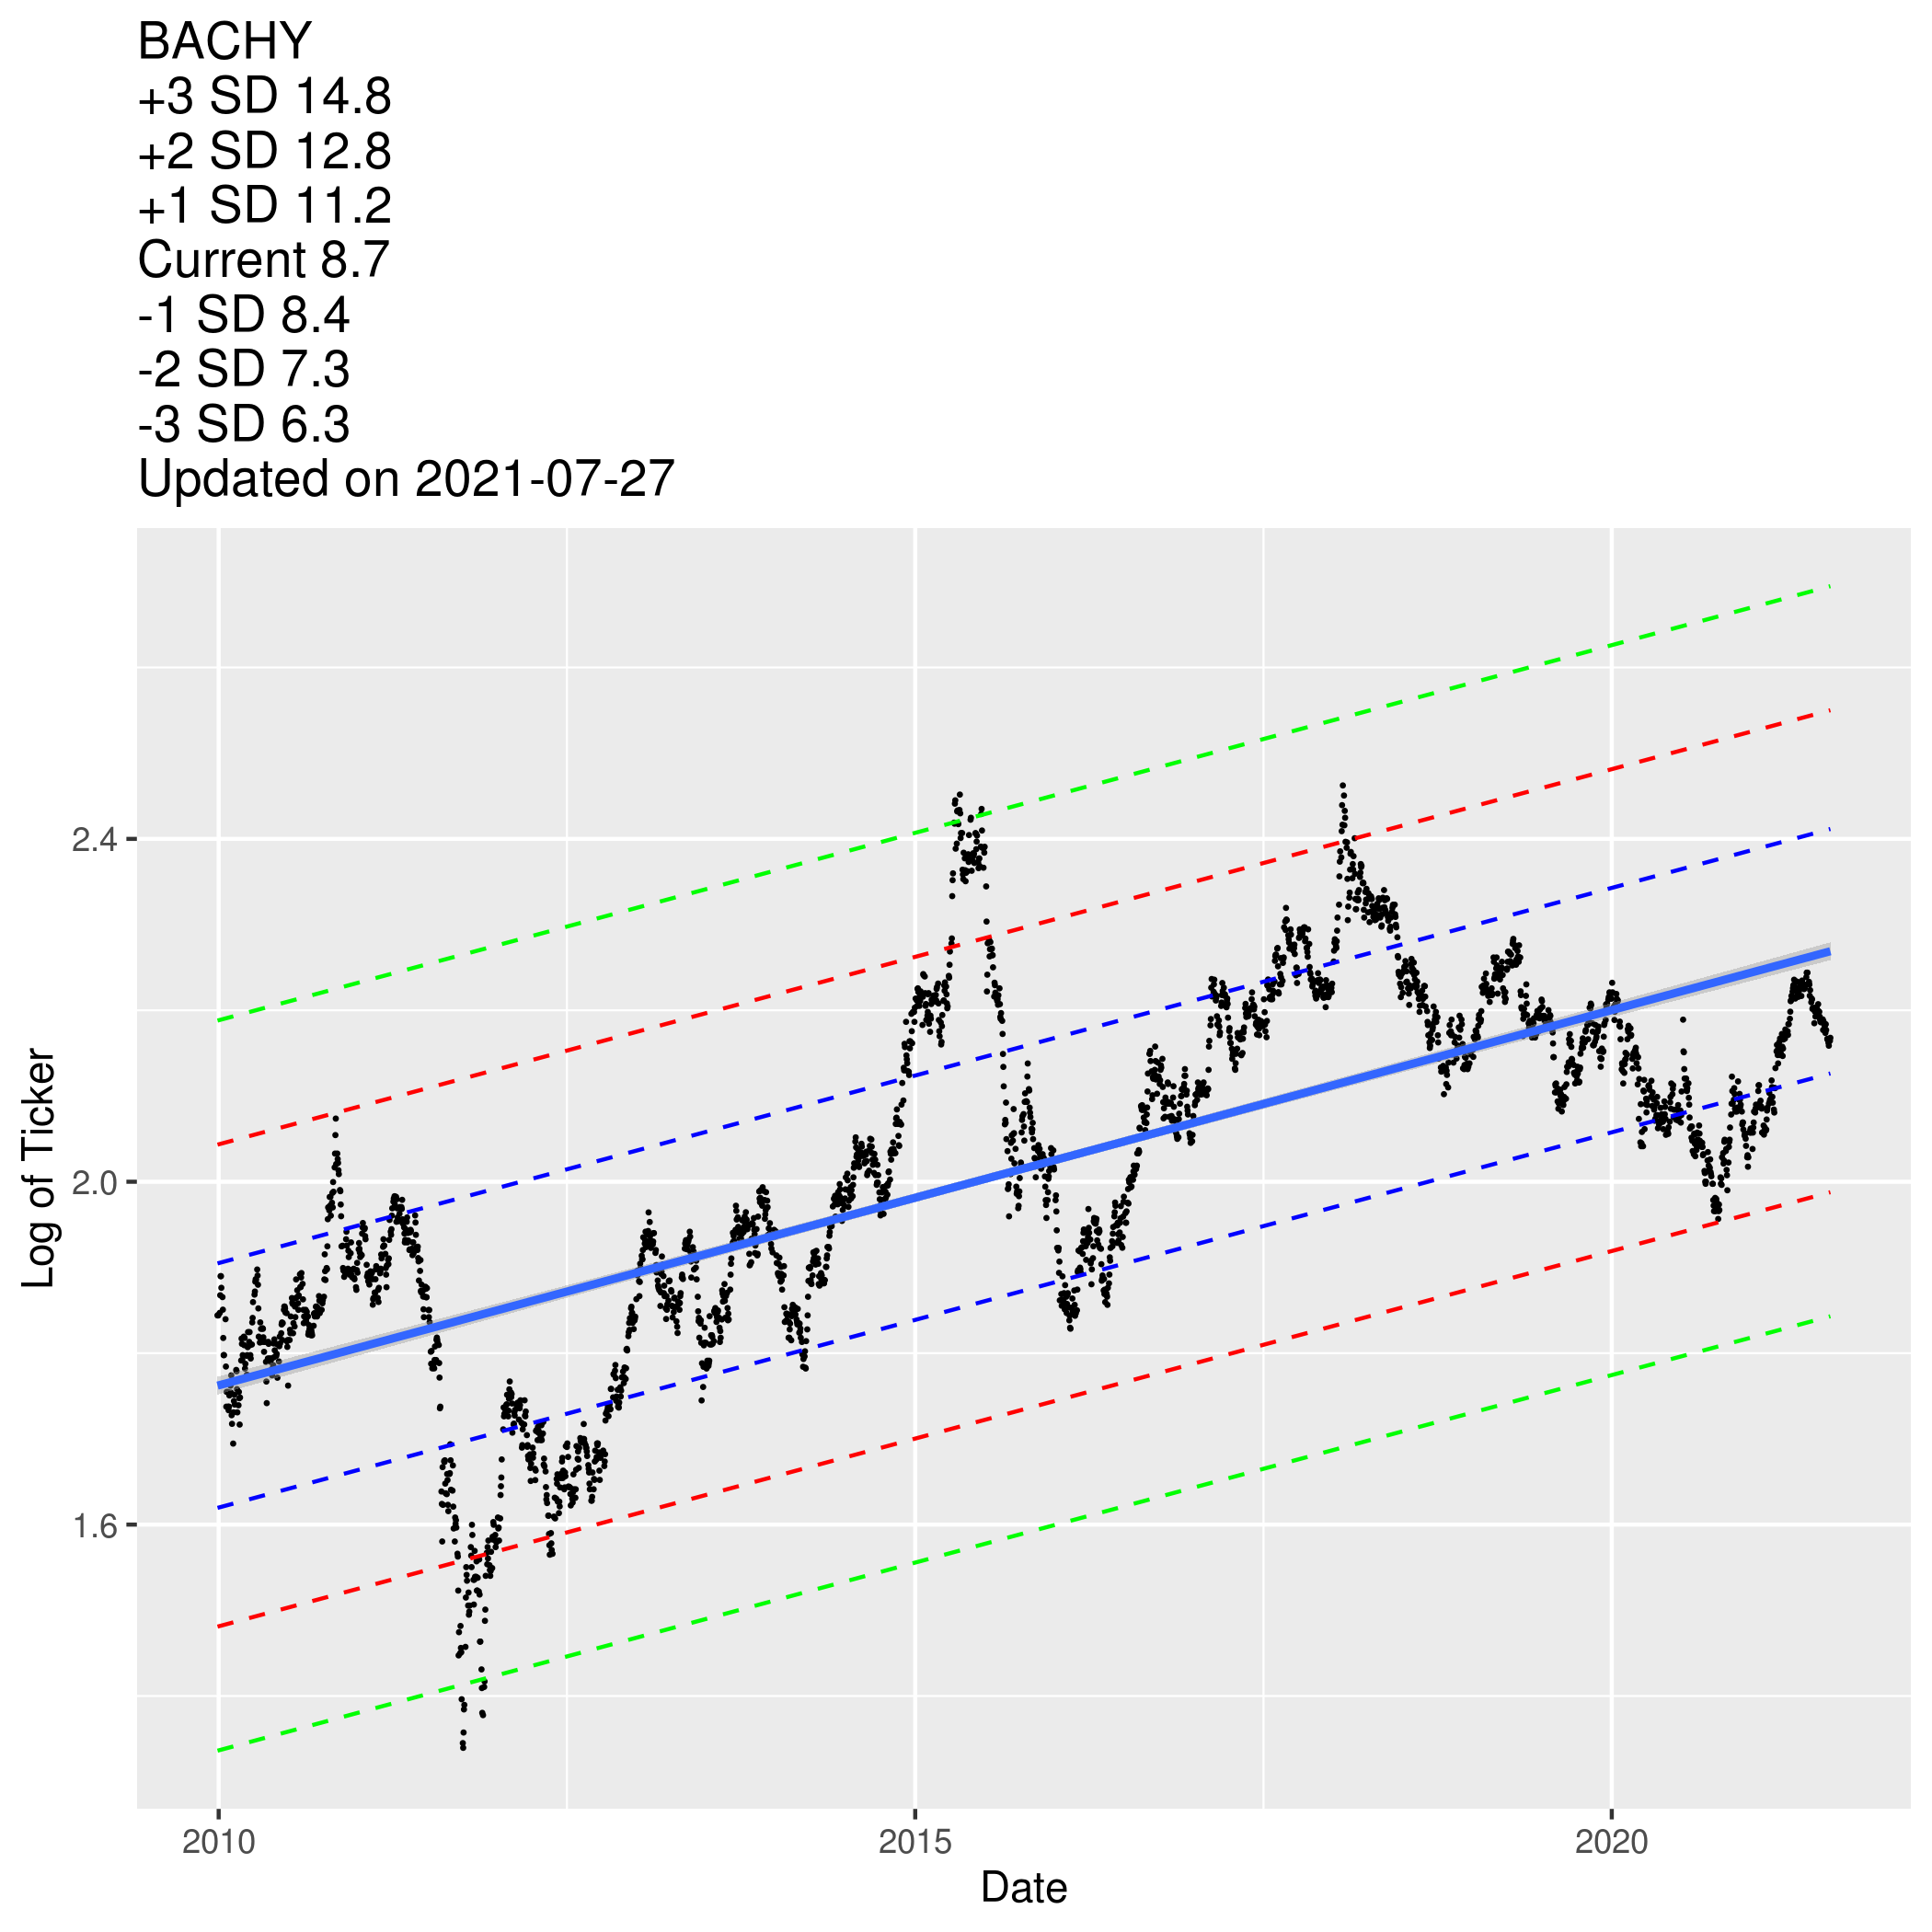 BACHY
+3 SD 14.8
+2 SD 12.8
+1 SD 11.2
Current 8.7
-1 SD 8.4
-2 SD 7.3
-3 SD 6.3
Updated on 2021-07-27
2.4
2.0
1.6
Log of Ticker
2010
2015
2020
Date